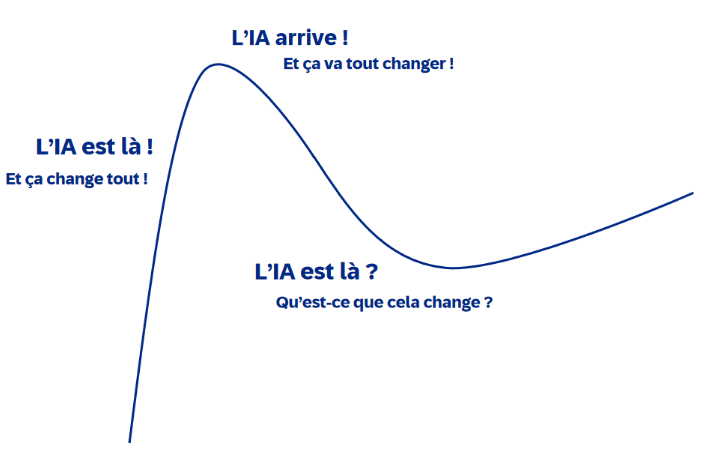 L’IA arrive !
Et ça va tout changer !
L’IA est là !
Et ça change tout !
L’IA est là ?
Qu’est-ce que cela change ?